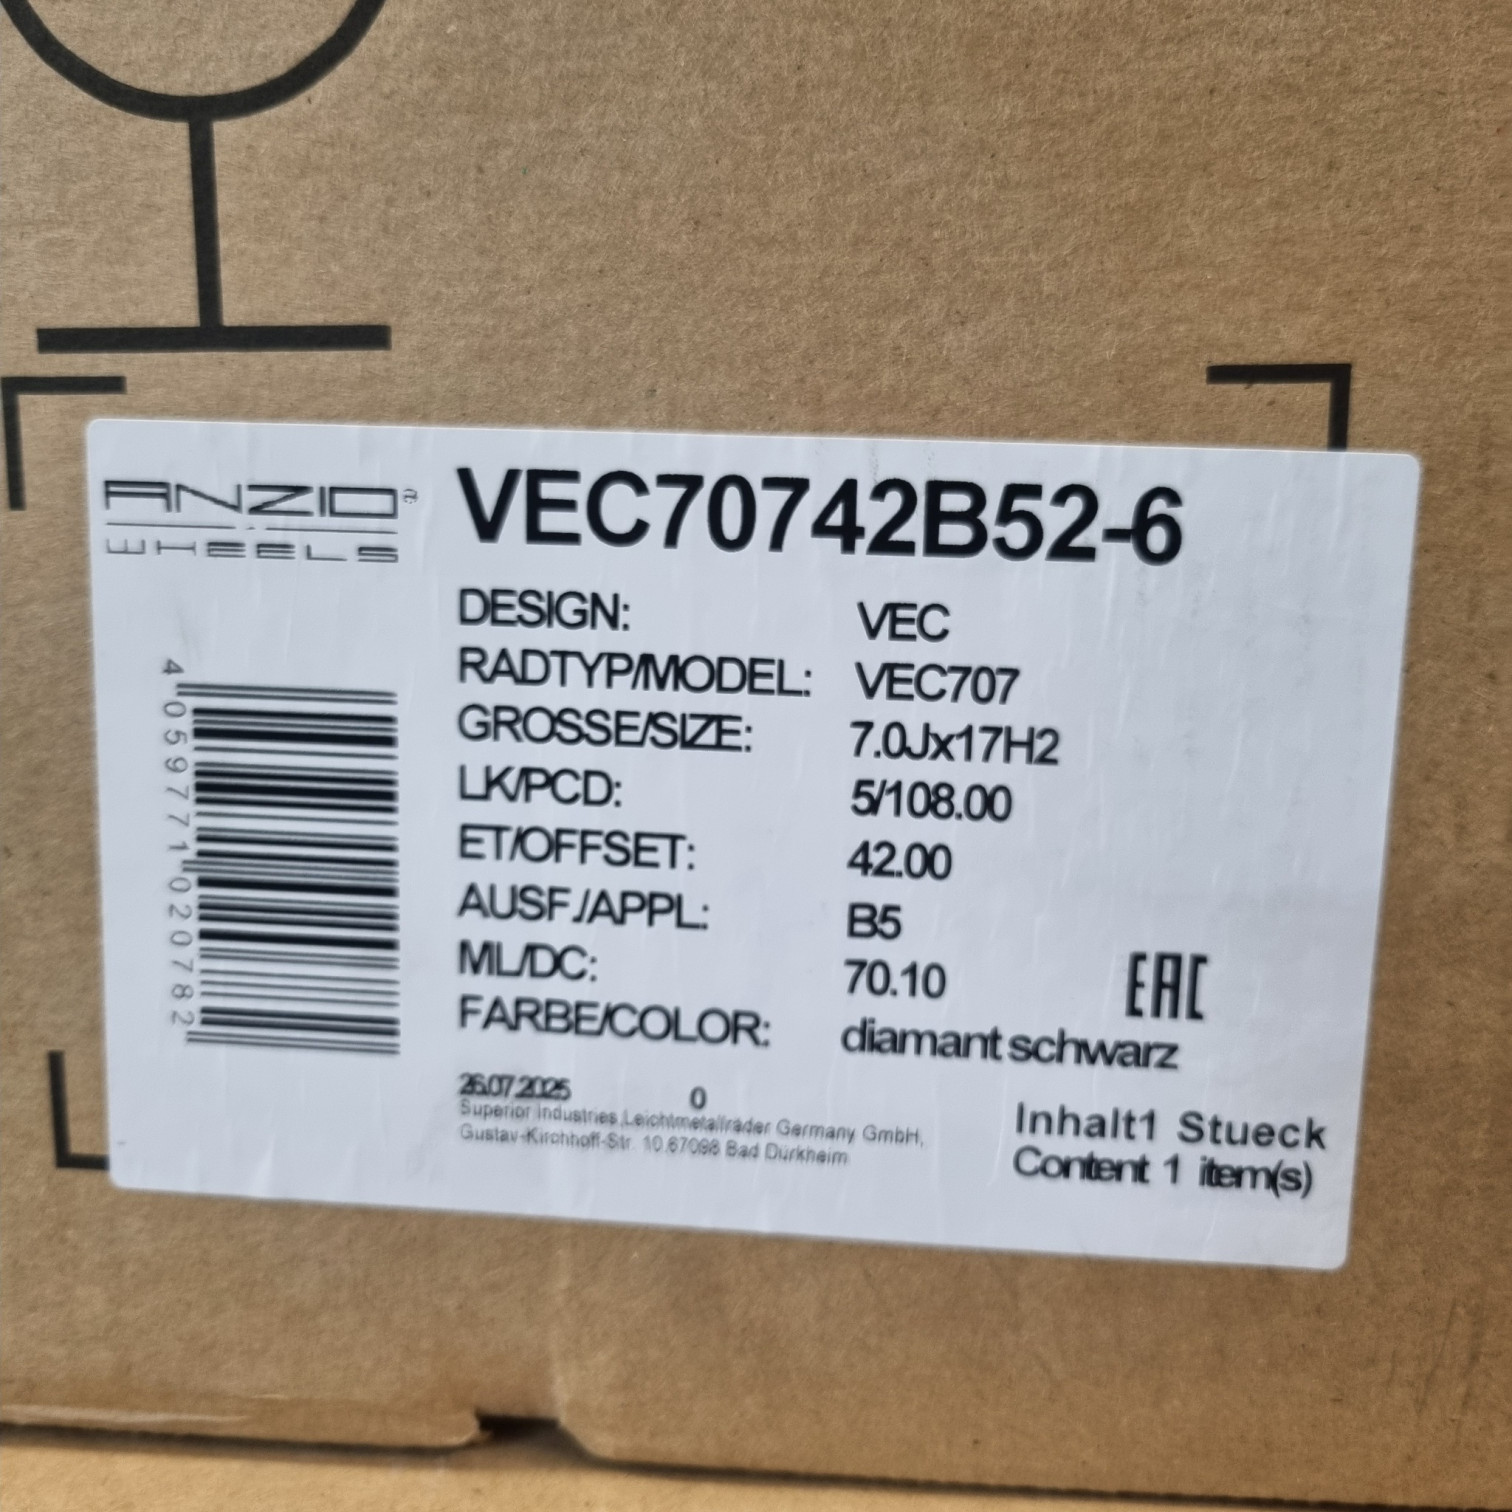 ANZIO®
WHEELS
VEC70742B52-6
DESIGN: VEC
RADTYP/MODEL: VEC707
GROSSE/SIZE: 7.0Jx17H2
LK/PCD: 5/108.00
ET/OFFSET: 42.00
AUSF./APPL: B5
ML/DC: 70.10
EAC
FARBE/COLOR: diamant schwarz
4 059771 020782
26.07.2025 0
Superior Industries Leichtmetallräder Germany GmbH,
Gustav-Kirchhoff-Str. 10.67098 Bad Dürkheim
Inhalt1 Stueck
Content 1 item(s)